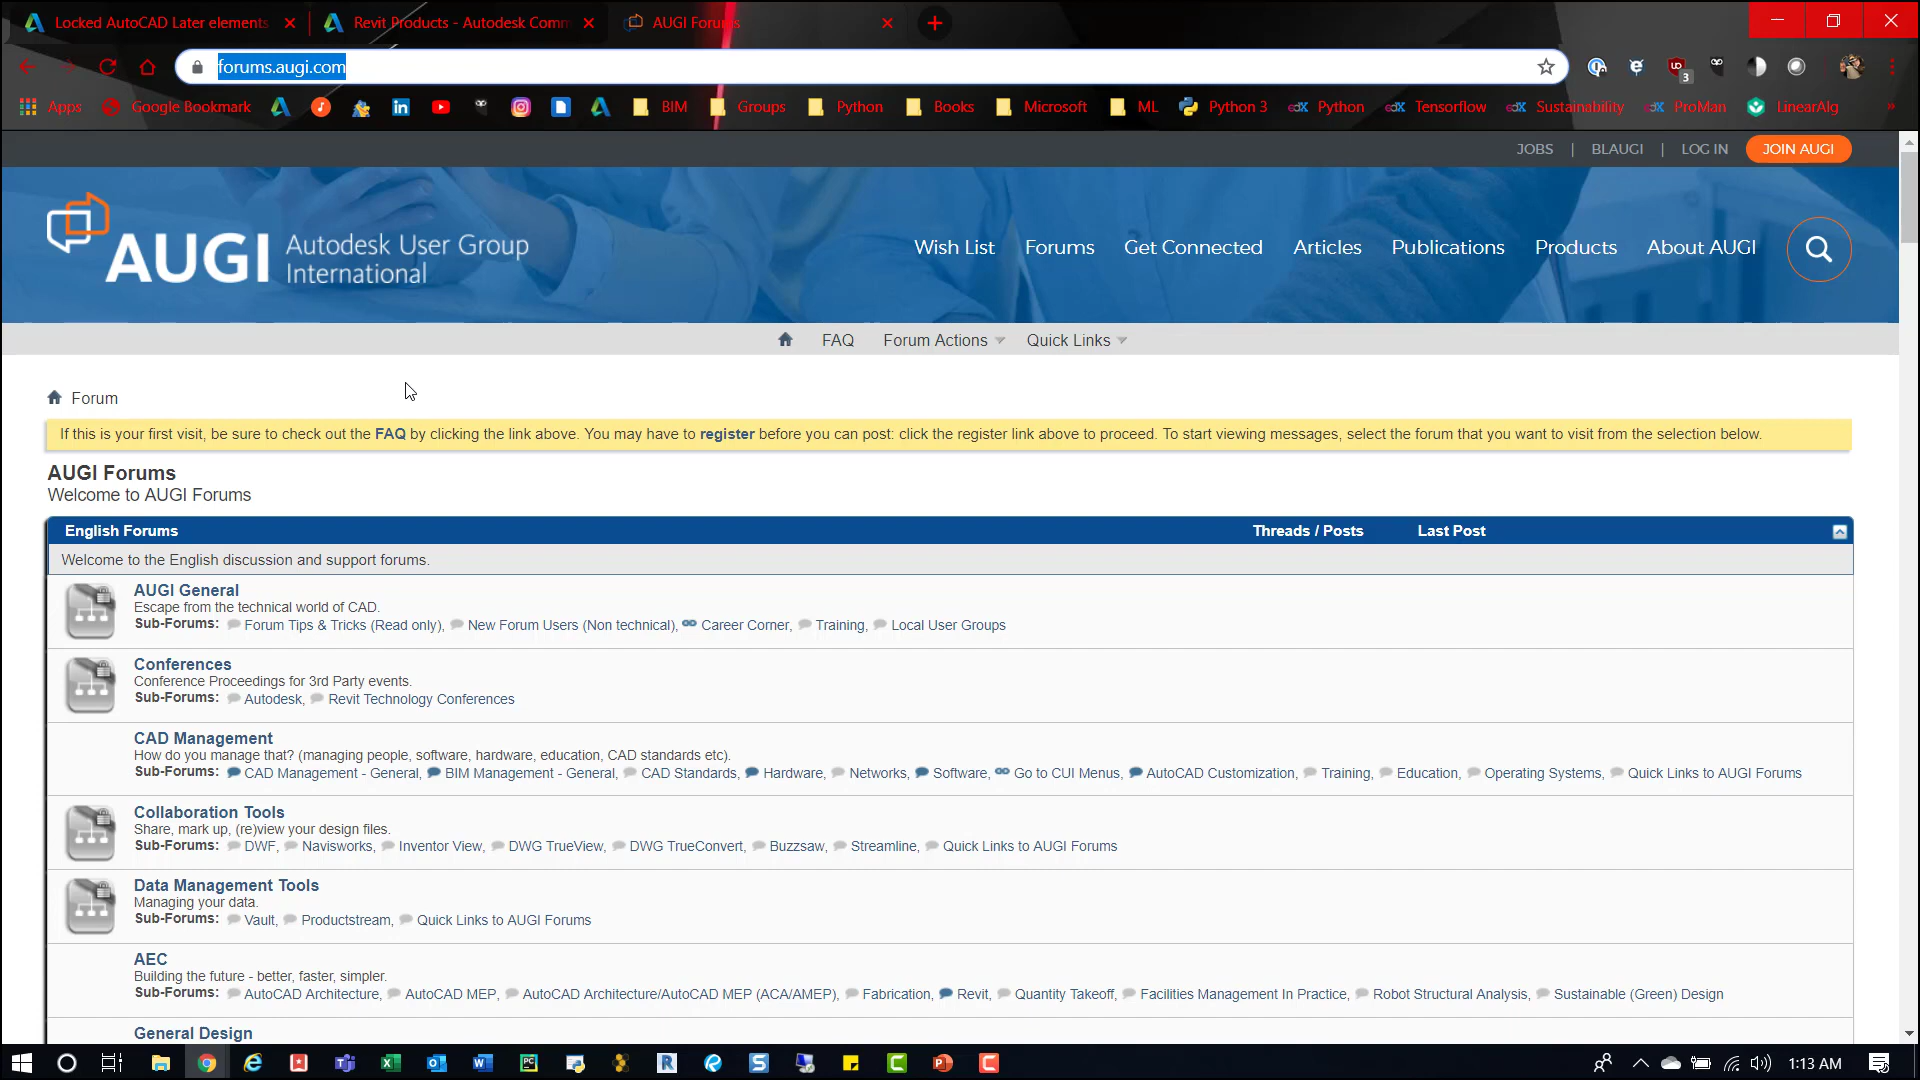 Locked AutoCAD Later elements
Revit Products - Autodesk Comm
AUGI Forums
forums.augi.com
3
Apps
Google Bookmark
BIM
Groups
Python
Books
Microsoft
ML
Python 3
edX Python
edX Tensorflow
edX Sustainability
edX ProMan
LinearAlg
»
JOBS | BLAUGI | LOG IN JOIN AUGI
AUGI Autodesk User Group
International
Wish List Forums Get Connected Articles Publications Products About AUGI
FAQ Forum Actions Quick Links
Forum
If this is your first visit, be sure to check out the FAQ by clicking the link above. You may have to register before you can post: click the register link above to proceed. To start viewing messages, select the forum that you want to visit from the selection below.
AUGI Forums
Welcome to AUGI Forums
English Forums Threads / Posts Last Post
Welcome to the English discussion and support forums.
AUGI General
Escape from the technical world of CAD.
Sub-Forums: Forum Tips & Tricks (Read only), New Forum Users (Non technical), Career Corner, Training, Local User Groups
Conferences
Conference Proceedings for 3rd Party events.
Sub-Forums: Autodesk, Revit Technology Conferences
CAD Management
How do you manage that? (managing people, software, hardware, education, CAD standards etc).
Sub-Forums: CAD Management - General, BIM Management - General, CAD Standards, Hardware, Networks, Software, Go to CUI Menus, AutoCAD Customization, Training, Education, Operating Systems, Quick Links to AUGI Forums
Collaboration Tools
Share, mark up, (re)view your design files.
Sub-Forums: DWF, Navisworks, Inventor View, DWG TrueView, DWG TrueConvert, Buzzsaw, Streamline, Quick Links to AUGI Forums
Data Management Tools
Managing your data.
Sub-Forums: Vault, Productstream, Quick Links to AUGI Forums
AEC
Building the future - better, faster, simpler.
Sub-Forums: AutoCAD Architecture, AutoCAD MEP, AutoCAD Architecture/AutoCAD MEP (ACA/AMEP), Fabrication, Revit, Quantity Takeoff, Facilities Management In Practice, Robot Structural Analysis, Sustainable (Green) Design
General Design
1:13 AM